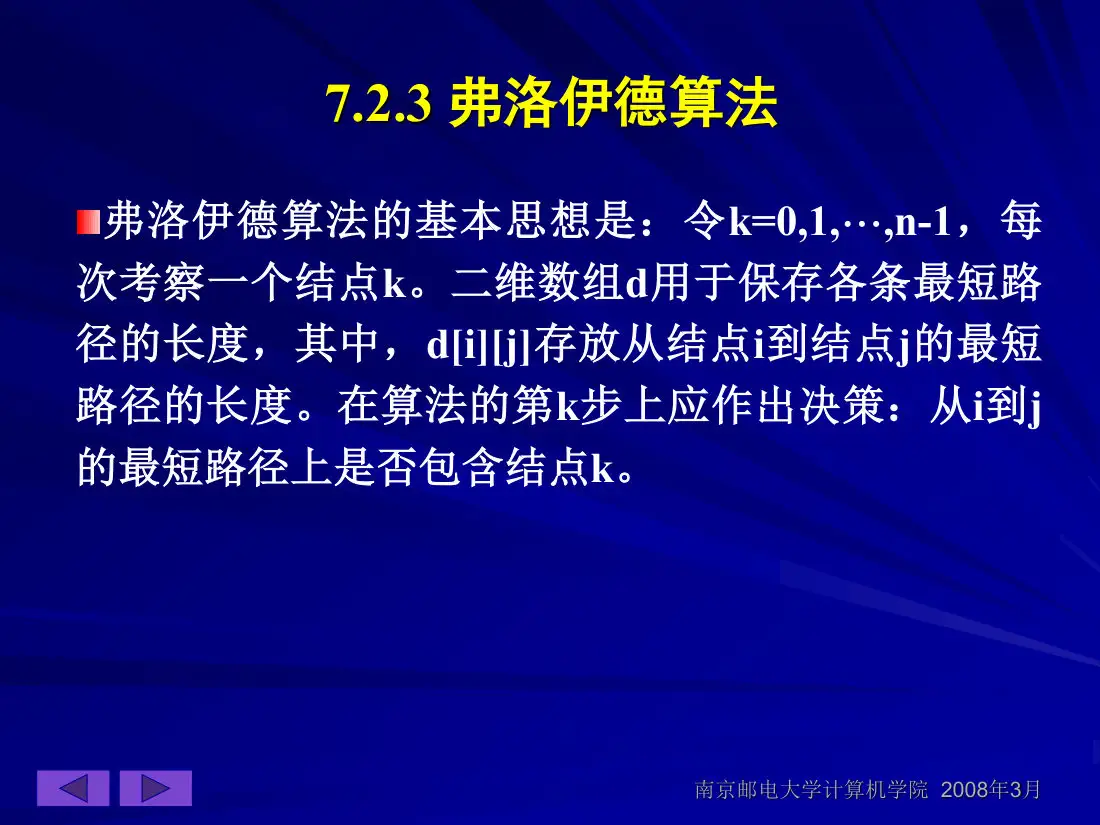 7.2.3 弗洛伊德算法
弗洛伊德算法的基本思想是：令k=0,1,⋯,n-1，每
次考察一个结点k。二维数组d用于保存各条最短路
径的长度，其中，d[i][j]存放从结点i到结点j的最短
路径的长度。在算法的第k步上应作出决策：从i到j
的最短路径上是否包含结点k。
南京邮电大学计算机学院 2008年3月